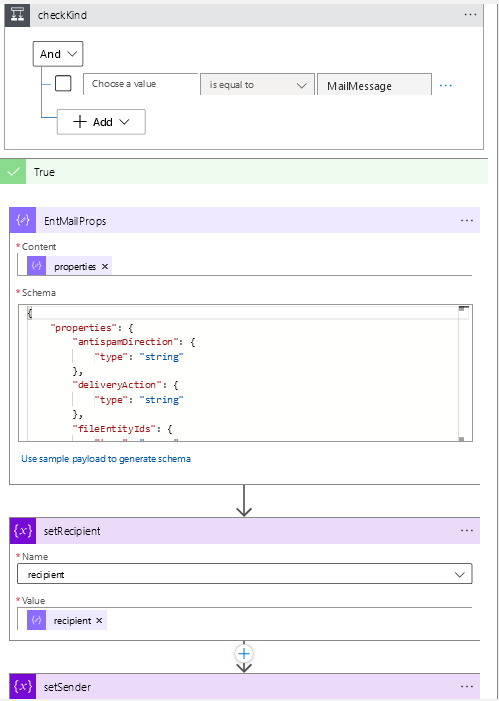 checkKind
And
Choose a value is equal to MailMessage
Add
True
EntMailProps
* Content
properties ×
* Schema
{
"properties": {
"antispamDirection": {
"type": "string"
},
"deliveryAction": {
"type": "string"
},
"fileEntityIds": {
Use sample payload to generate schema
{x} setRecipient
* Name
recipient
* Value
recipient ×
{x} setSender